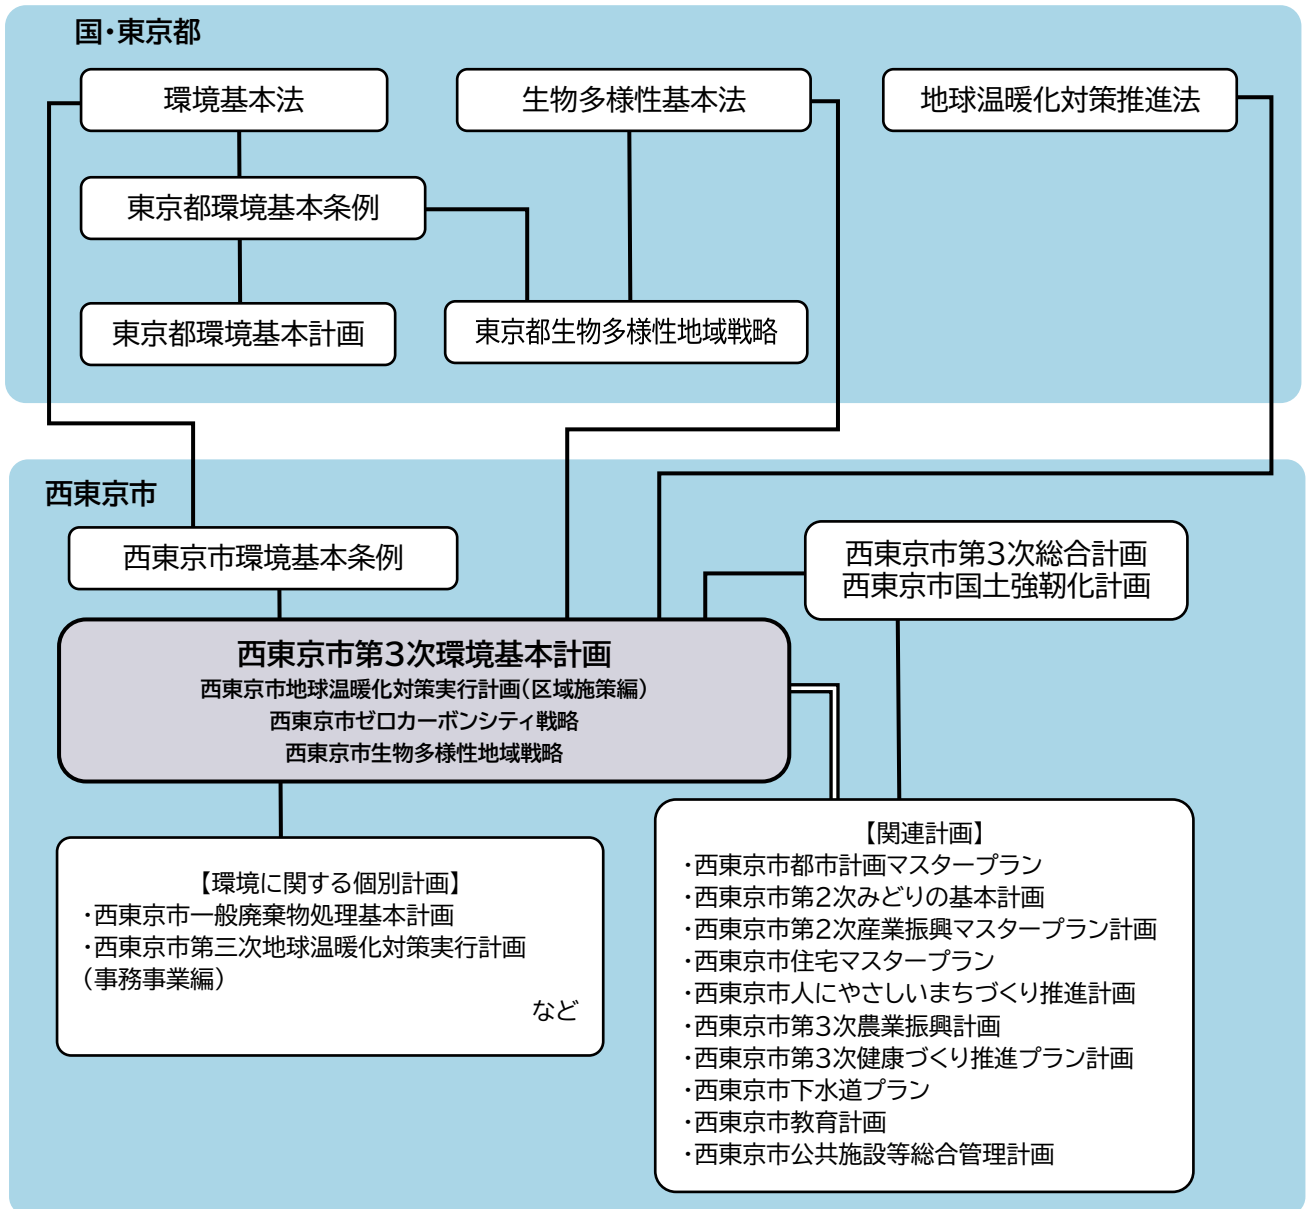 国・東京都
環境基本法
生物多様性基本法
地球温暖化対策推進法
東京都環境基本条例
東京都環境基本計画
東京都生物多様性地域戦略
西東京市
西東京市環境基本条例
西東京市第3次総合計画
西東京市国土強靭化計画
西東京市第3次環境基本計画
西東京市地球温暖化対策実行計画(区域施策編)
西東京市ゼロカーボンシティ戦略
西東京市生物多様性地域戦略
【環境に関する個別計画】
・西東京市一般廃棄物処理基本計画
・西東京市第三次地球温暖化対策実行計画
(事務事業編)
など
【関連計画】
・西東京市都市計画マスタープラン
・西東京市第2次みどりの基本計画
・西東京市第2次産業振興マスタープラン計画
・西東京市住宅マスタープラン
・西東京市人にやさしいまちづくり推進計画
・西東京市第3次農業振興計画
・西東京市第3次健康づくり推進プラン計画
・西東京市下水道プラン
・西東京市教育計画
・西東京市公共施設等総合管理計画